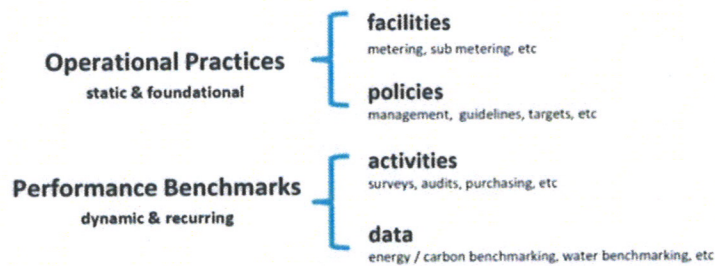 Operational Practices
static & foundational
facilities
metering, sub metering, etc
policies
management, guidelines, targets, etc
Performance Benchmarks
dynamic & recurring
activities
surveys, audits, purchasing, etc
data
energy / carbon benchmarking, water benchmarking, etc